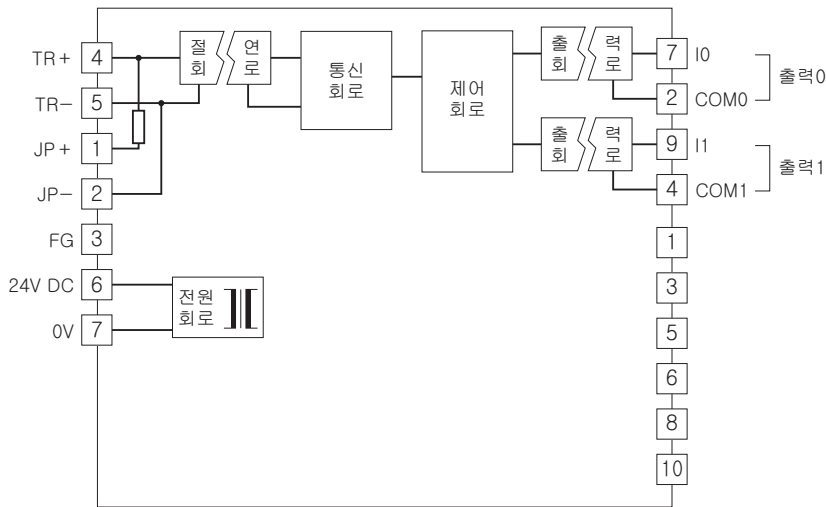 TR+ 4
TR− 5
JP+ 1
JP− 2
FG 3
24V DC 6
0V 7
절연
회로
통신
회로
제어
회로
전원
회로
출력
회로
7 I0
2 COM0
출력0
출력
회로
9 I1
4 COM1
출력1
1
3
5
6
8
10